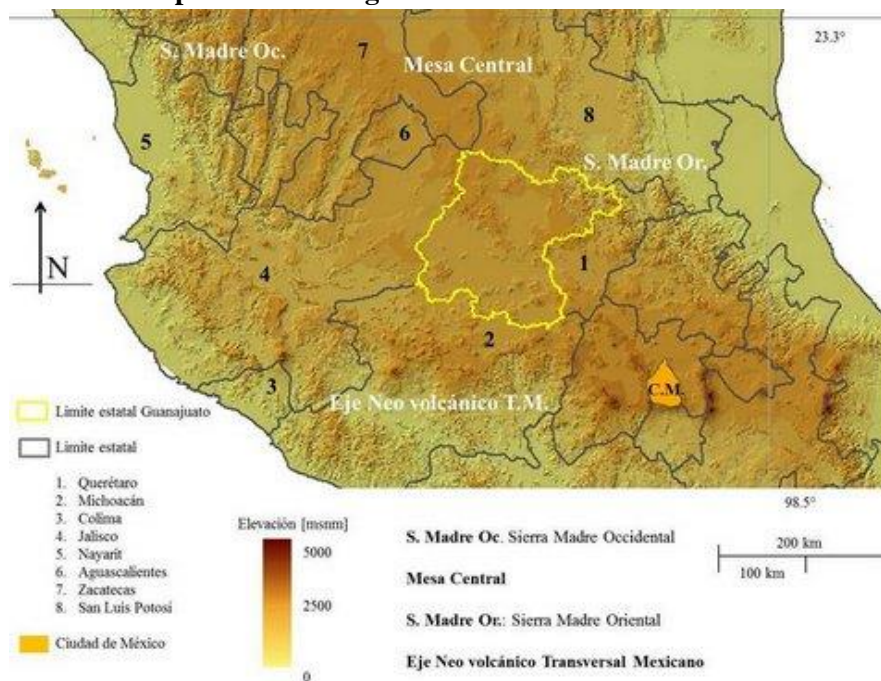 23.3°
S. Madre Oc.
7
Mesa Central
8
5
6
S. Madre Or.
N
4
1
2
3
C.M.
Eje Neo volcánico T.M.
Limite estatal Guanajuato
Limite estatal
1. Querétaro
2. Michoacán
3. Colima
4. Jalisco
5. Nayarit
6. Aguascalientes
7. Zacatecas
8. San Luis Potosí
Ciudad de México
Elevación [msnm]
5000
2500
0
98.5°
S. Madre Oc. Sierra Madre Occidental
Mesa Central
S. Madre Or.: Sierra Madre Oriental
Eje Neo volcánico Transversal Mexicano
200 km
100 km